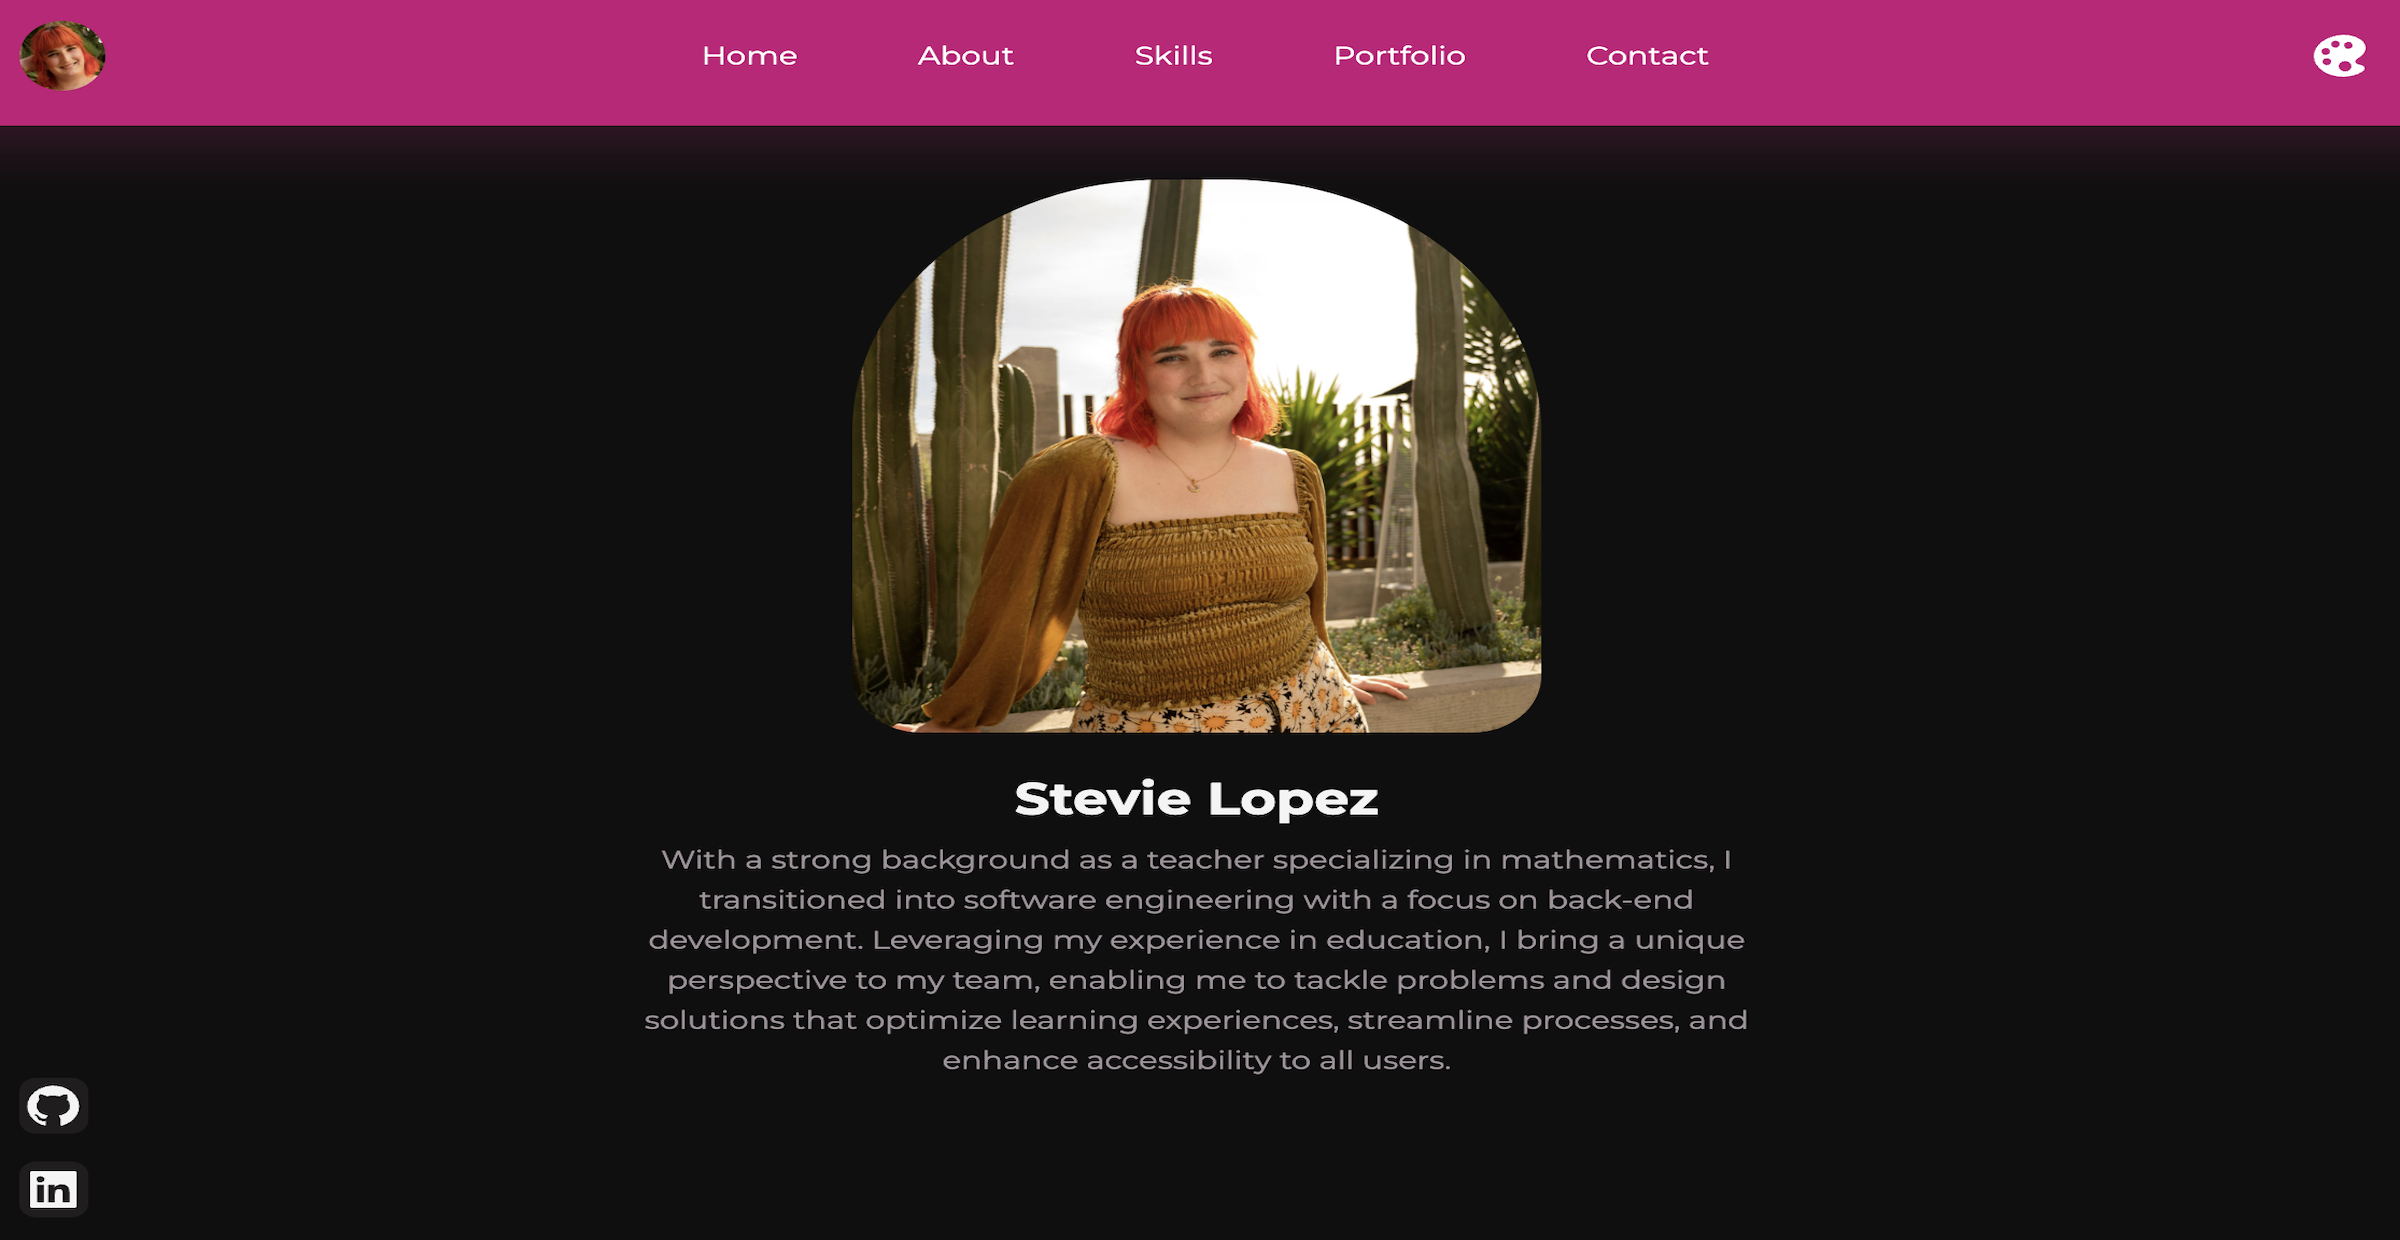 Home About Skills Portfolio Contact
Stevie Lopez
With a strong background as a teacher specializing in mathematics, I
transitioned into software engineering with a focus on back-end
development. Leveraging my experience in education, I bring a unique
perspective to my team, enabling me to tackle problems and design
solutions that optimize learning experiences, streamline processes, and
enhance accessibility to all users.
in